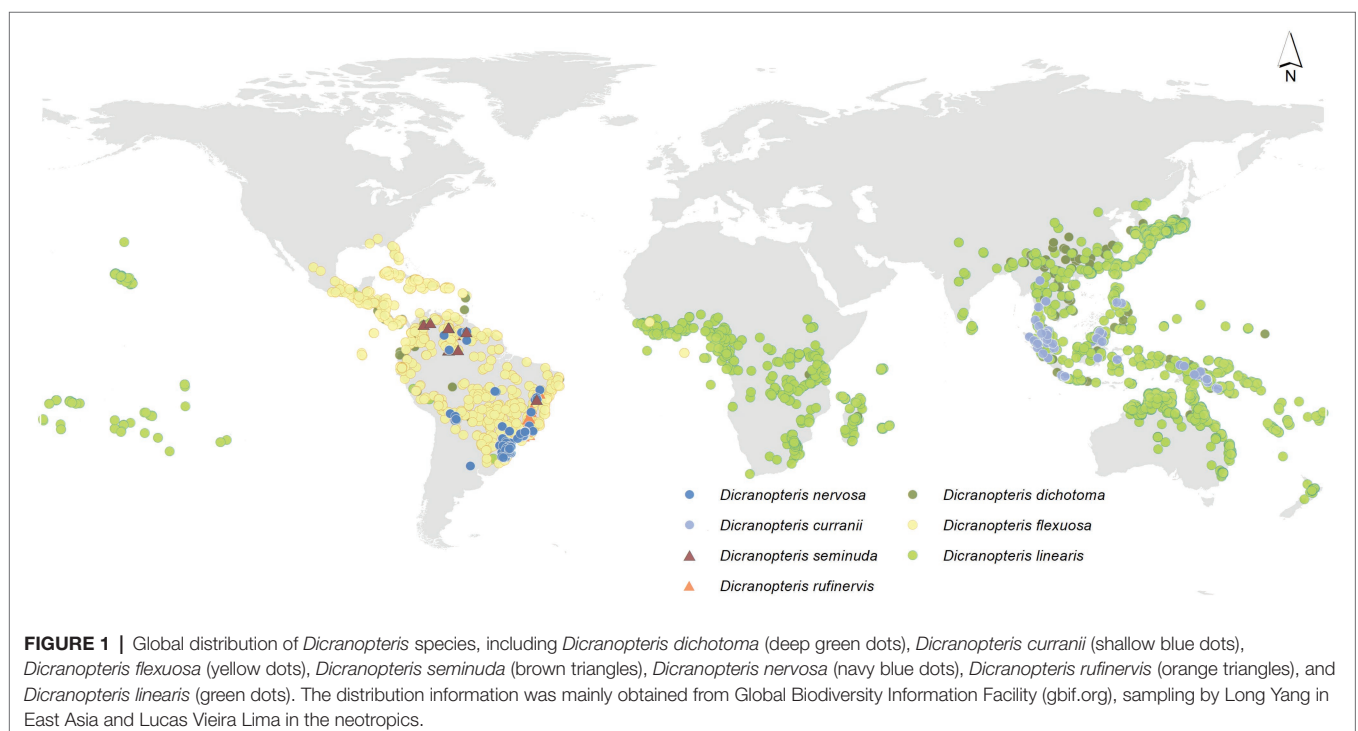 N
Dicranopteris nervosa
Dicranopteris curranii
Dicranopteris seminuda
Dicranopteris rufinervis
Dicranopteris dichotoma
Dicranopteris flexuosa
Dicranopteris linearis
FIGURE 1 | Global distribution of Dicranopteris species, including Dicranopteris dichotoma (deep green dots), Dicranopteris curranii (shallow blue dots),
Dicranopteris flexuosa (yellow dots), Dicranopteris seminuda (brown triangles), Dicranopteris nervosa (navy blue dots), Dicranopteris rufinervis (orange triangles), and
Dicranopteris linearis (green dots). The distribution information was mainly obtained from Global Biodiversity Information Facility (gbif.org), sampling by Long Yang in
East Asia and Lucas Vieira Lima in the neotropics.